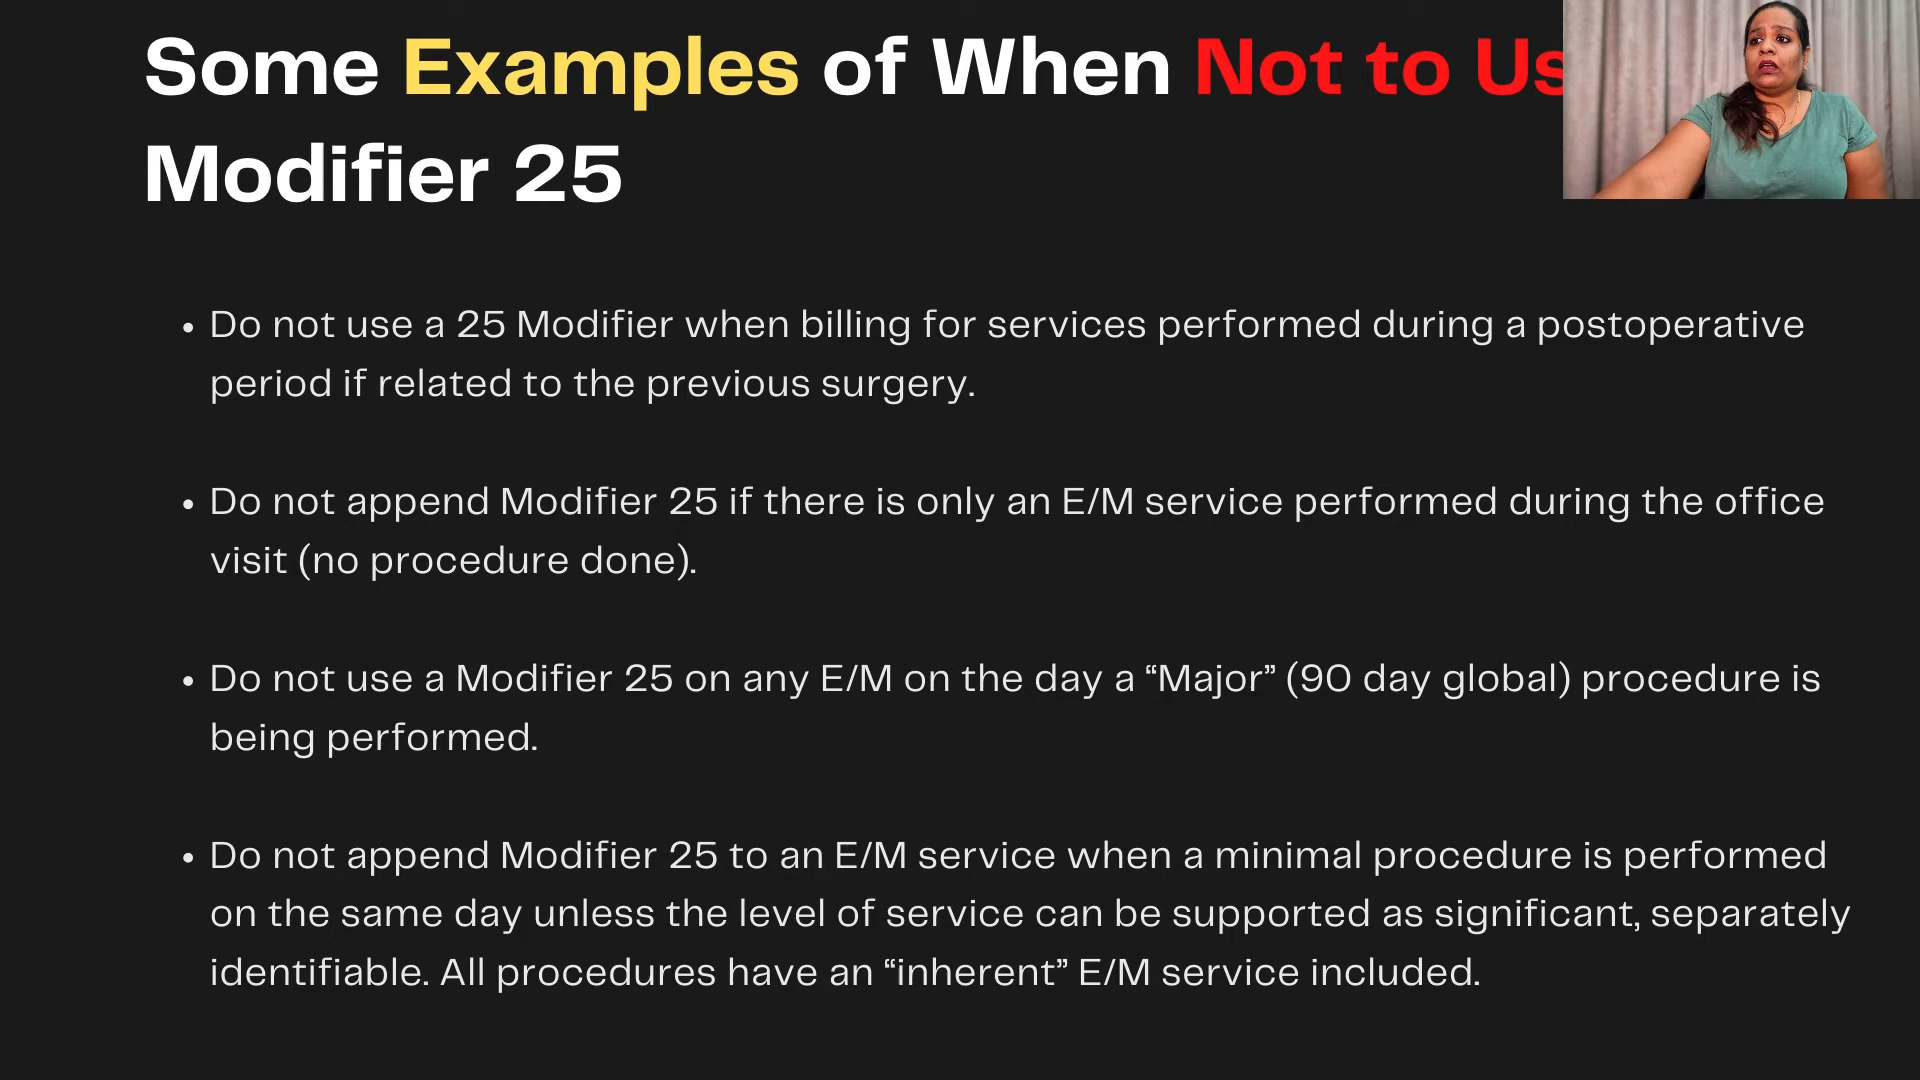 Some Examples of When Not to Us
Modifier 25
• Do not use a 25 Modifier when billing for services performed during a postoperative
period if related to the previous surgery.
• Do not append Modifier 25 if there is only an E/M service performed during the office
visit (no procedure done).
• Do not use a Modifier 25 on any E/M on the day a “Major” (90 day global) procedure is
being performed.
• Do not append Modifier 25 to an E/M service when a minimal procedure is performed
on the same day unless the level of service can be supported as significant, separately
identifiable. All procedures have an “inherent” E/M service included.